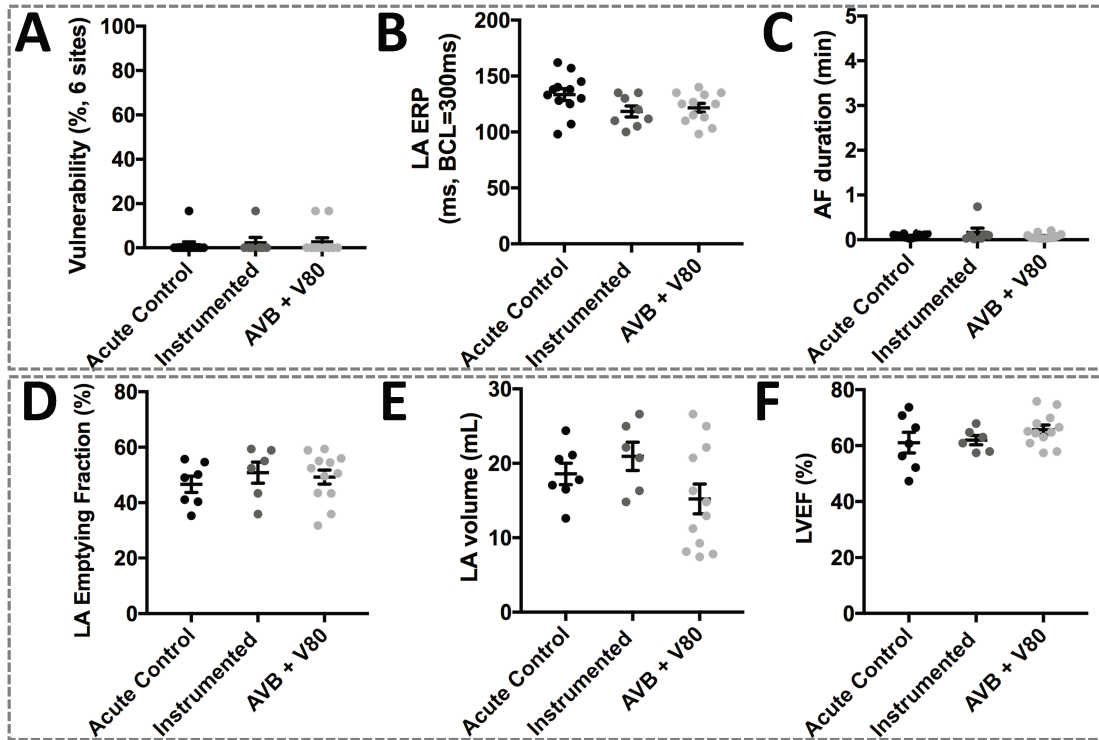 A
Vulnerability (%, 6 sites)
100
80
60
40
20
0
Acute Control
Instrumented
AVB + V80
B
LA ERP
(ms, BCL=300ms)
200
150
100
50
0
Acute Control
Instrumented
AVB + V80
C
AF duration (min)
5
4
3
2
1
0
Acute Control
Instrumented
AVB + V80
D
LA Emptying Fraction (%)
80
60
40
20
0
Acute Control
Instrumented
AVB + V80
E
LA volume (mL)
30
20
10
0
Acute Control
Instrumented
AVB + V80
F
LVEF (%)
80
60
40
20
0
Acute Control
Instrumented
AVB + V80